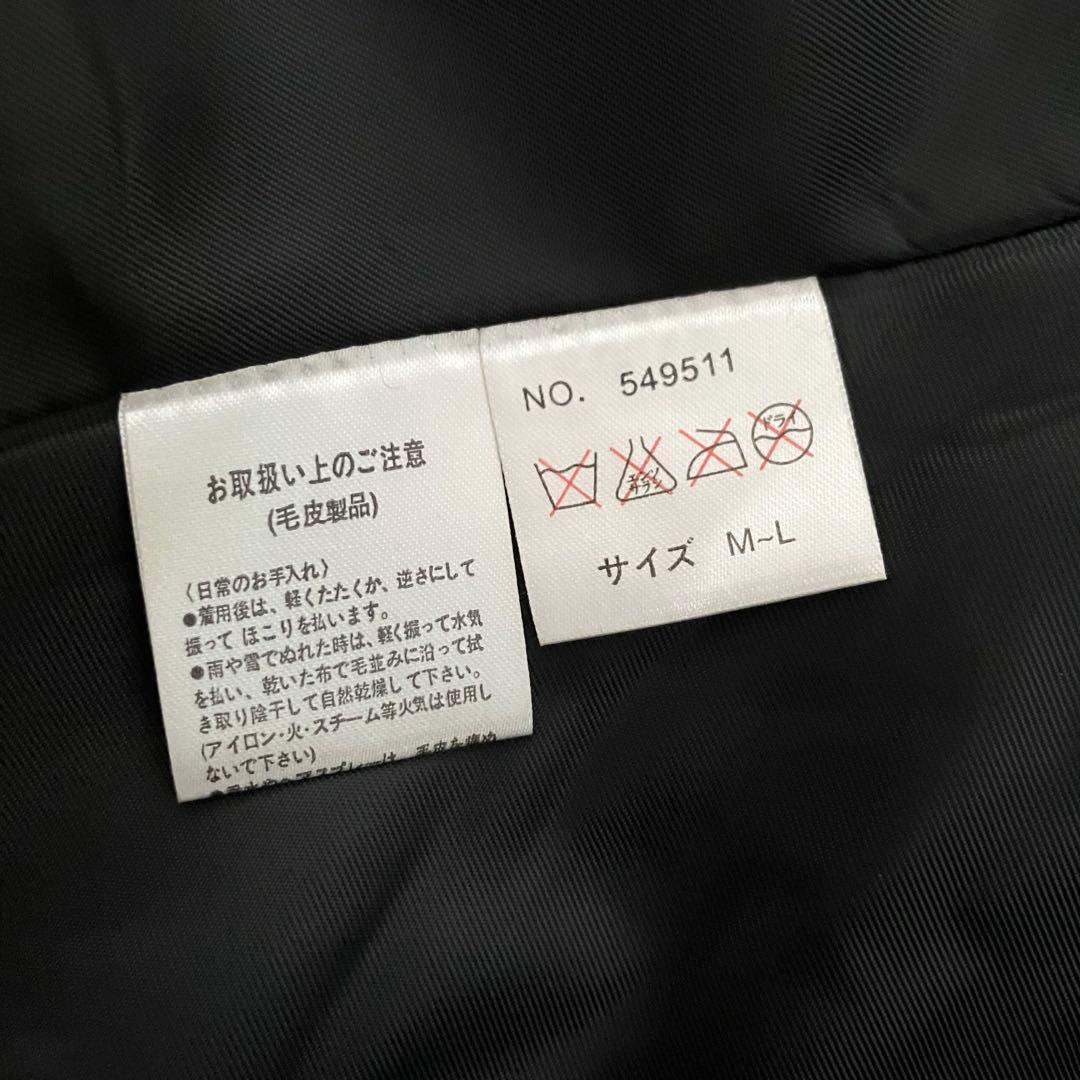 お取扱い上のご注意
(毛皮製品)
〈日常のお手入れ〉
●着用後は、軽くたたくか、逆さにして
振って ほこりを払います。
●雨や雪でぬれた時は、軽く振って水気
を払い、乾いた布で毛並みに沿って拭
き取り陰干して自然乾燥して下さい。
(アイロン・火・スチーム等火気は使用し
ないで下さい)
NO. 549511
エンソ
サラシ
ドライ
サイズ M~L